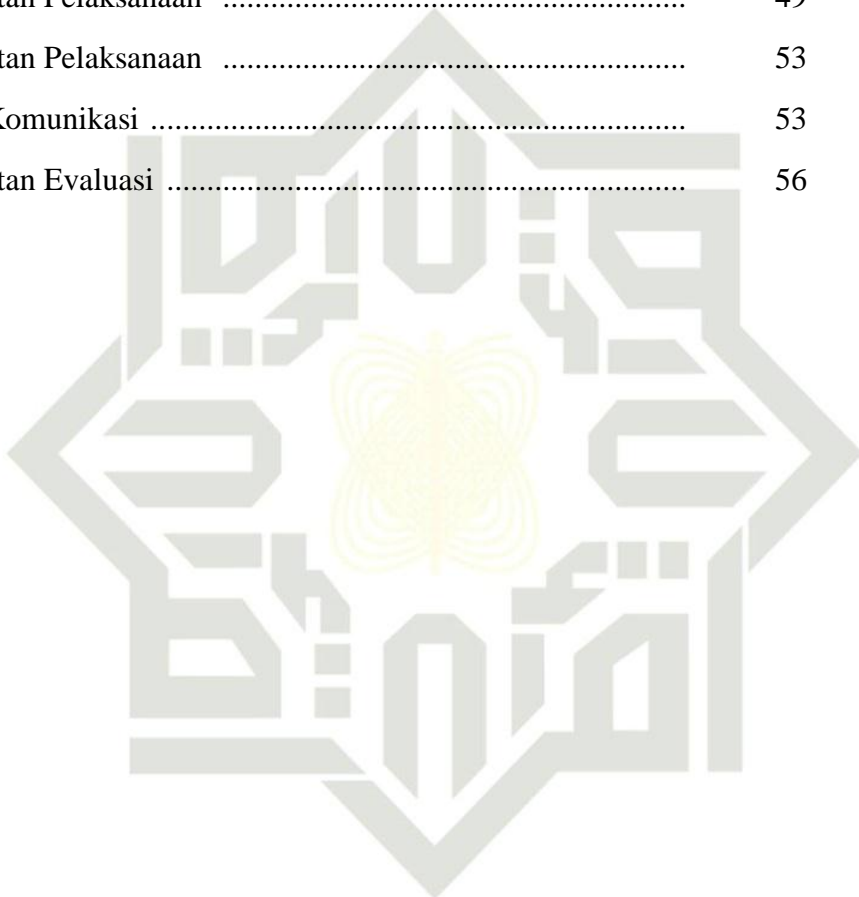 tan Pelaksanaan ........................................................... 49
tan Pelaksanaan ........................................................... 53
Komunikasi .................................................................... 53
tan Evaluasi .................................................................. 56